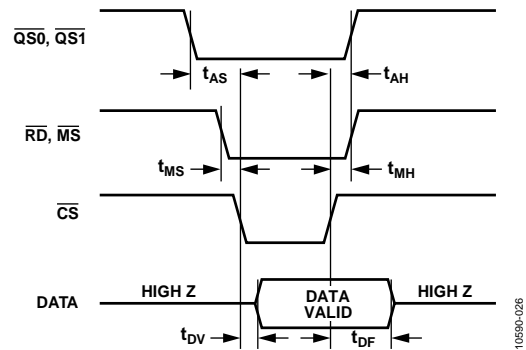 QS0, QS1
tAS
tAH
RD, MS
tMS
tMH
CS
DATA
HIGH Z
DATA
VALID
HIGH Z
tDV
tDF
10590-026